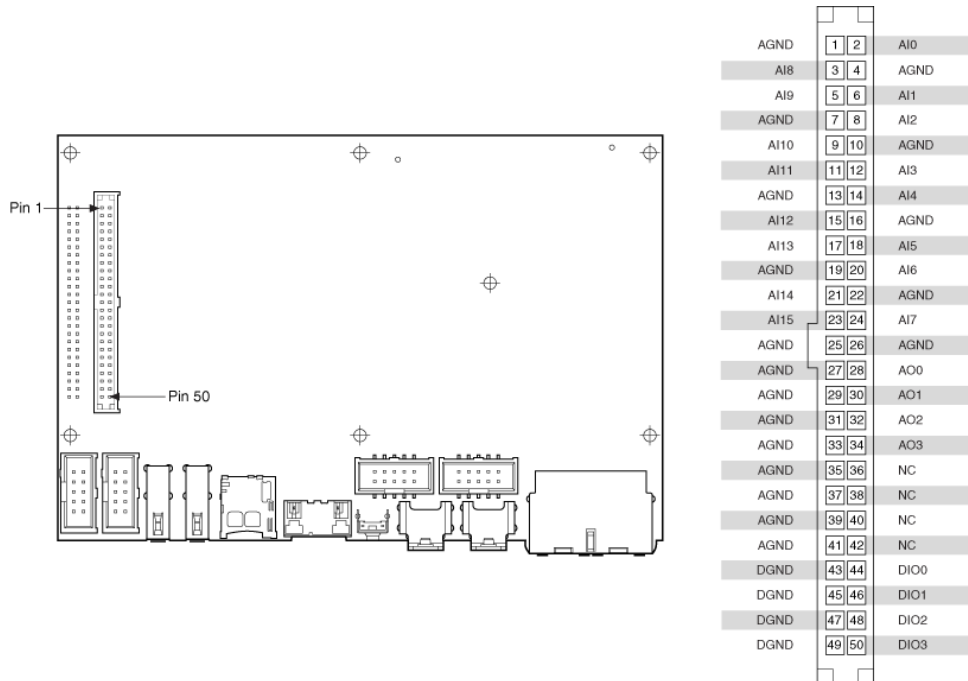 AGND 1 2 AI0
AI8 3 4 AGND
AI9 5 6 AI1
AGND 7 8 AI2
AI10 9 10 AGND
AI11 11 12 AI3
AGND 13 14 AI4
AI12 15 16 AGND
AI13 17 18 AI5
AGND 19 20 AI6
AI14 21 22 AGND
AI15 23 24 AI7
AGND 25 26 AGND
AGND 27 28 AO0
AGND 29 30 AO1
AGND 31 32 AO2
AGND 33 34 AO3
AGND 35 36 NC
AGND 37 38 NC
AGND 39 40 NC
AGND 41 42 NC
DGND 43 44 DIO0
DGND 45 46 DIO1
DGND 47 48 DIO2
DGND 49 50 DIO3
Pin 1
Pin 50